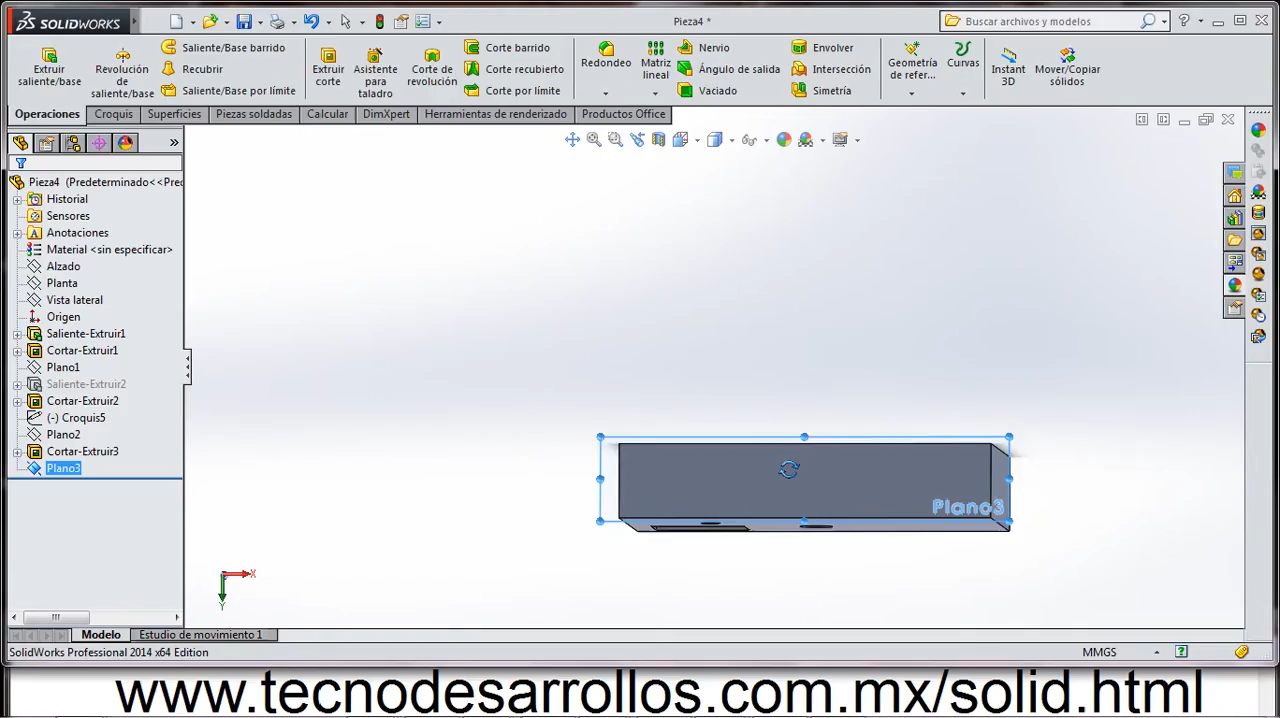 SOLIDWORKS
Pieza4 *
Buscar archivos y modelos
Extruir saliente/base
Revolución de saliente/base
Saliente/Base barrido
Recubrir
Saliente/Base por límite
Extruir corte
Asistente para taladro
Corte de revolución
Corte barrido
Corte recubierto
Corte por límite
Redondeo
Matriz lineal
Nervio
Ángulo de salida
Vaciado
Envolver
Intersección
Simetría
Geometría de refer...
Curvas
Instant 3D
Mover/Copiar sólidos
Operaciones
Croquis
Superficies
Piezas soldadas
Calcular
DimXpert
Herramientas de renderizado
Productos Office
Pieza4 (Predeterminado<<Prec
Historial
Sensores
Anotaciones
Material <sin especificar>
Alzado
Planta
Vista lateral
Origen
Saliente-Extruir1
Cortar-Extruir1
Plano1
Saliente-Extruir2
Cortar-Extruir2
(-) Croquis5
Plano2
Cortar-Extruir3
Plano3
Plano3
X
Y
Modelo
Estudio de movimiento 1
SolidWorks Professional 2014 x64 Edition
MMGS
www.tecnodesarrollos.com.mx/solid.html